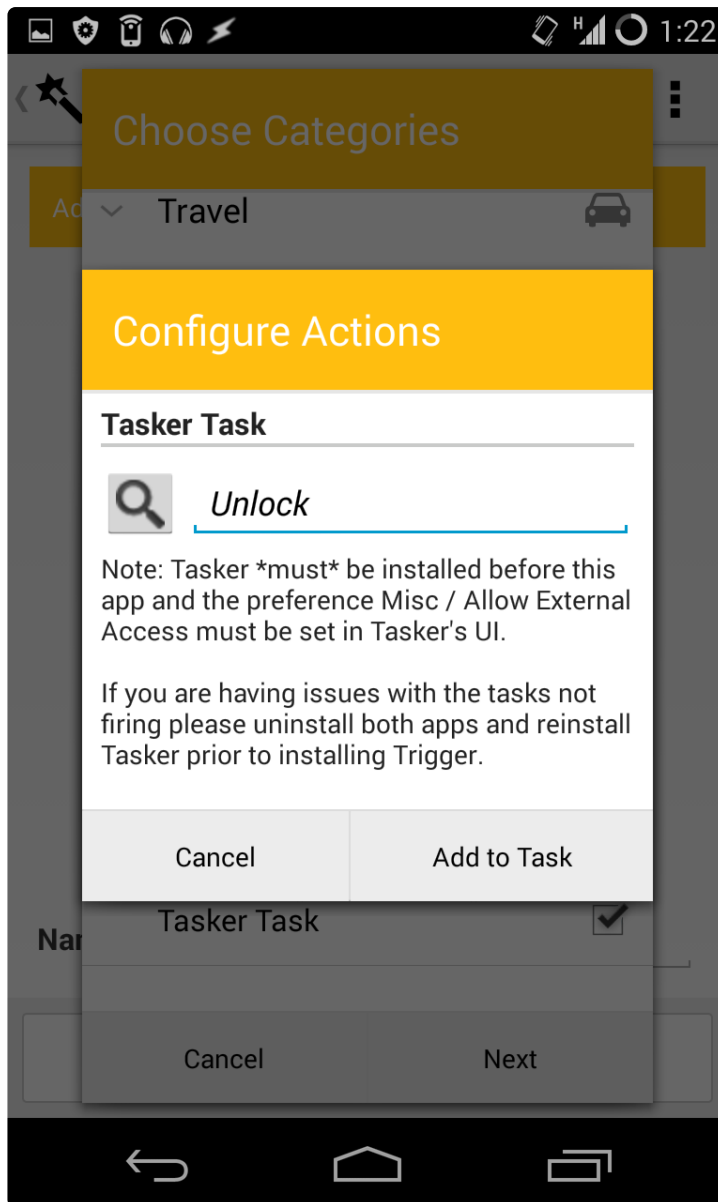 H 1:22
Choose Categories
Ad
Travel
Configure Actions
Tasker Task
Unlock
Note: Tasker *must* be installed before this
app and the preference Misc / Allow External
Access must be set in Tasker's UI.
If you are having issues with the tasks not
firing please uninstall both apps and reinstall
Tasker prior to installing Trigger.
Cancel Add to Task
Tasker Task
Nar
Cancel Next